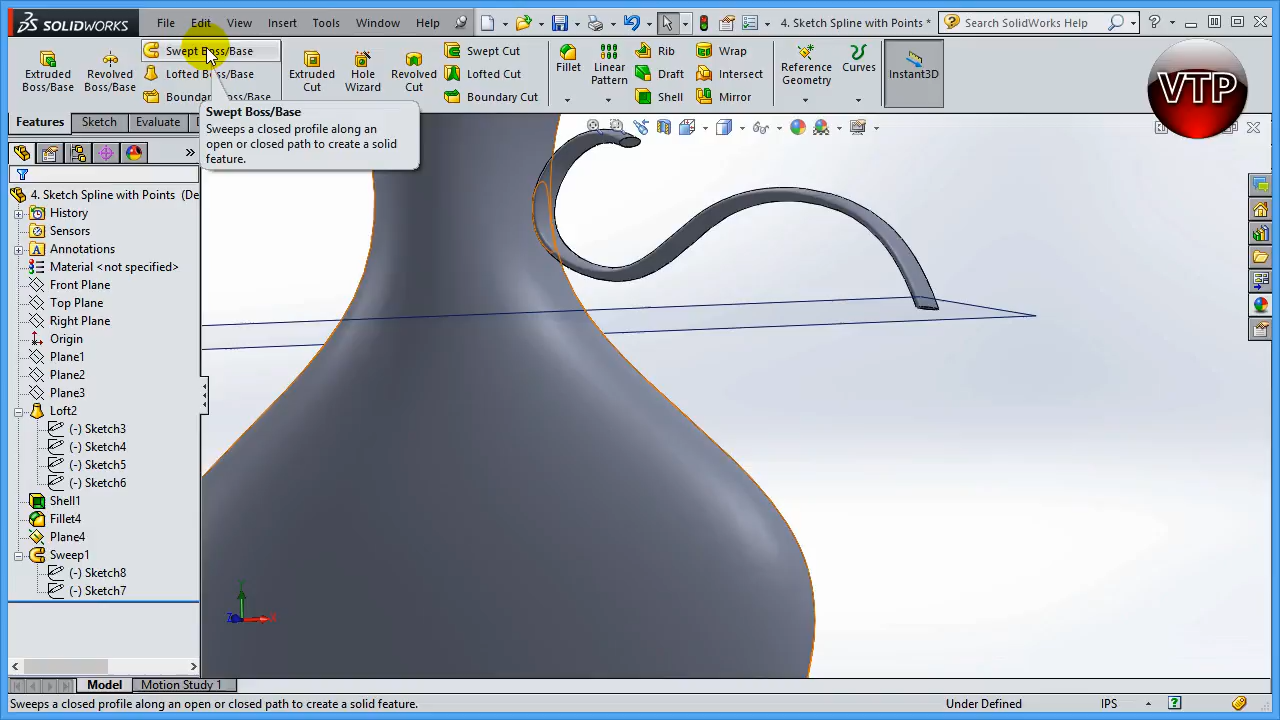 SOLIDWORKS
File Edit View Insert Tools Window Help
4. Sketch Spline with Points *
Search SolidWorks Help
Extruded Boss/Base
Revolved Boss/Base
Swept Boss/Base
Lofted Boss/Base
Extruded Cut
Hole Wizard
Revolved Cut
Swept Cut
Lofted Cut
Boundary Cut
Fillet
Linear Pattern
Rib
Draft
Shell
Wrap
Intersect
Mirror
Reference Geometry
Curves
Instant3D
VTP
Features Sketch Evaluate
Swept Boss/Base
Sweeps a closed profile along an
open or closed path to create a solid
feature.
4. Sketch Spline with Points (De
History
Sensors
Annotations
Material <not specified>
Front Plane
Top Plane
Right Plane
Origin
Plane1
Plane2
Plane3
Loft2
(-) Sketch3
(-) Sketch4
(-) Sketch5
(-) Sketch6
Shell1
Fillet4
Plane4
Sweep1
(-) Sketch8
(-) Sketch7
Model Motion Study 1
Sweeps a closed profile along an open or closed path to create a solid feature.
Under Defined IPS